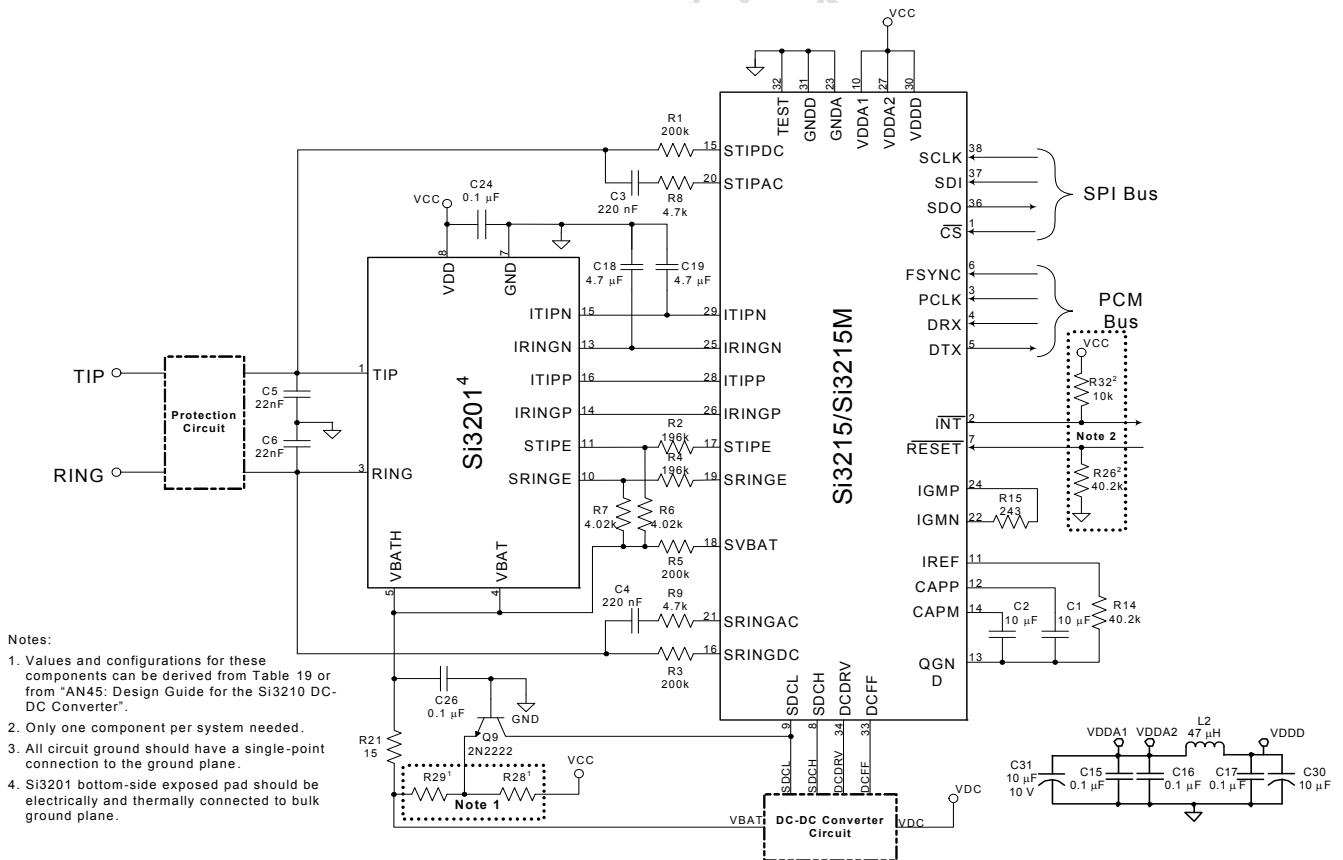 VCC
32
31
23
10
27
30
TEST
GNDD
GNDA
VDDA1
VDDA2
VDDD
R1
200k
15
STIPDC
C3
220 nF
R8
4.7k
20
STIPAC
SCLK
38
SDI
37
SDO
36
CS
1
SPI Bus
FSYNC
6
PCLK
3
DRX
4
DTX
5
PCM
Bus
VCC
C24
0.1 µF
8
7
VDD
GND
C18
4.7 µF
C19
4.7 µF
ITIPN
15
29
ITIPN
IRINGN
13
25
IRINGN
ITIPP
16
28
ITIPP
IRINGP
14
26
IRINGP
STIPE
11
R2
196k
17
STIPE
SRINGE
10
R4
196k
19
SRINGE
R7
4.02k
R6
4.02k
18
SVBAT
R5
200k
TIP
RING
Protection
Circuit
C5
22nF
C6
22nF
1
TIP
3
RING
Si3201⁴
VBATH
VBAT
5
4
Si3215/Si3215M
VCC
R32²
10k
INT
2
Note 2
RESET
7
R26²
40.2k
IGMP
24
R15
243
IGMN
22
IREF
11
CAPP
12
CAPM
14
C2
10 µF
C1
10 µF
R14
40.2k
QGN
D
13
C4
220 nF
R9
4.7k
21
SRINGAC
16
SRINGDC
R3
200k
C26
0.1 µF
GND
Q9
2N2222
R21
15
R29¹
R28¹
Note 1
VCC
SDCL
SDCH
DCDRV
DCFF
9
8
34
33
SDCL
SDCH
DCDRV
DCFF
VBAT
DC-DC Converter
Circuit
VDC
VDC
VDDA1
VDDA2
L2
47 µH
VDDD
C31
10 µF
10 V
C15
0.1 µF
C16
0.1 µF
C17
0.1 µF
C30
10 µF
Notes:
1. Values and configurations for these
components can be derived from Table 19 or
from "AN45: Design Guide for the Si3210 DC-
DC Converter".
2. Only one component per system needed.
3. All circuit ground should have a single-point
connection to the ground plane.
4. Si3201 bottom-side exposed pad should be
electrically and thermally connected to bulk
ground plane.